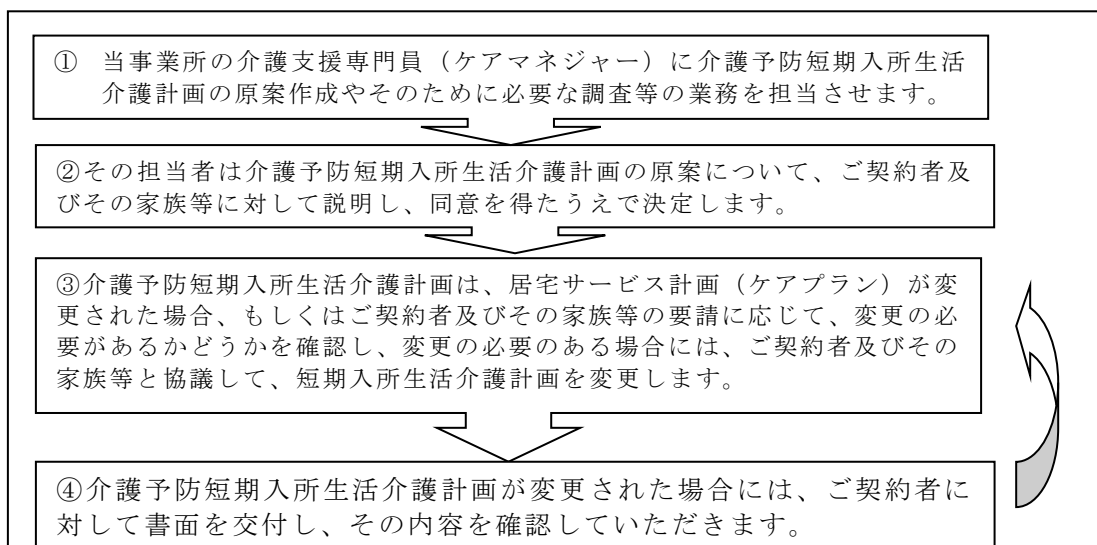 ① 当事業所の介護支援専門員（ケアマネジャー）に介護予防短期入所生活
介護計画の原案作成やそのために必要な調査等の業務を担当させます。
②その担当者は介護予防短期入所生活介護計画の原案について、ご契約者及
びその家族等に対して説明し、同意を得たうえで決定します。
③介護予防短期入所生活介護計画は、居宅サービス計画（ケアプラン）が変
更された場合、もしくはご契約者及びその家族等の要請に応じて、変更の必
要があるかどうかを確認し、変更の必要のある場合には、ご契約者及びその
家族等と協議して、短期入所生活介護計画を変更します。
④介護予防短期入所生活介護計画が変更された場合には、ご契約者に
対して書面を交付し、その内容を確認していただきます。